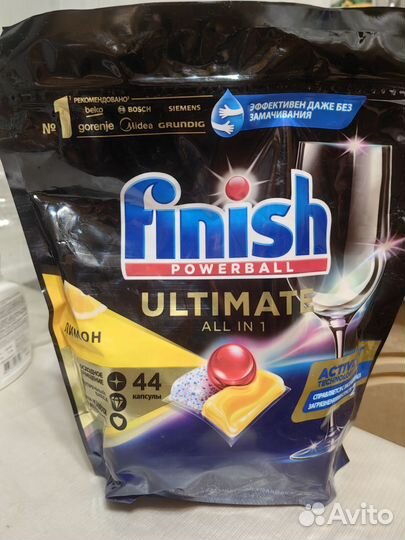 №1
РЕКОМЕНДОВАНО
beko BOSCH SIEMENS
gorenje Midea GRUNDIG
ЭФФЕКТИВЕН ДАЖЕ БЕЗ
ЗАМАЧИВАНИЯ
finish
POWERBALL
ULTIMATE
ALL IN 1
ЛИМОН
44
капсулы
Avito